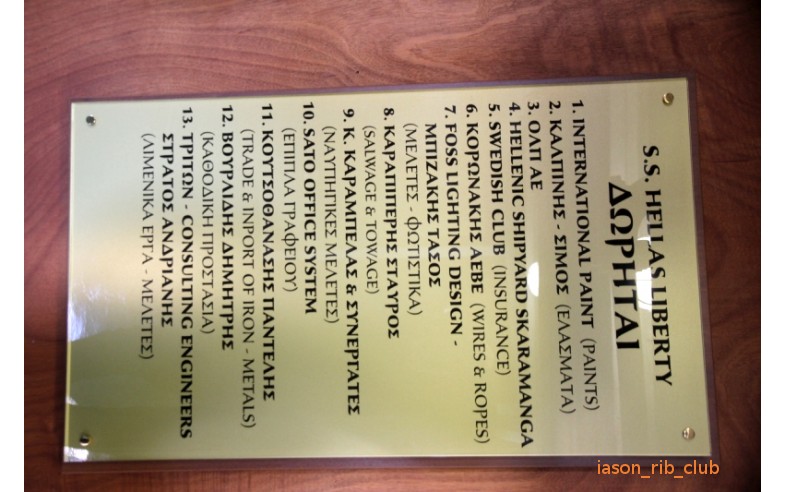 S.S. HELLAS LIBERTY
ΔΩΡΗΤΑΙ
1. INTERNATIONAL PAINT (PAINTS)
2. ΚΑΛΠΙΝΗΣ - ΣΙΜΟΣ (ΕΛΑΣΜΑΤΑ)
3. ΟΛΠ ΑΕ
4. HELLENIC SHIPYARD SKARAMANGA
5. SWEDISH CLUB (INSURANCE)
6. ΚΟΡΩΝΑΚΗΣ ΑΕΒΕ (WIRES & ROPES)
7. FOSS LIGHTING DESIGN -
ΜΠΙΖΑΚΗΣ ΤΑΣΟΣ
(ΜΕΛΕΤΕΣ - ΦΩΤΙΣΤΙΚΑ)
8. ΚΑΡΑΠΙΠΕΡΗΣ ΣΤΑΥΡΟΣ
(SALWAGE & TOWAGE)
9. Κ. ΚΑΡΑΜΠΕΛΑΣ & ΣΥΝΕΡΓΑΤΕΣ
(ΝΑΥΠΗΓΙΚΕΣ ΜΕΛΕΤΕΣ)
10. SATO OFFICE SYSTEM
(ΕΠΙΠΛΑ ΓΡΑΦΕΙΟΥ)
11. ΚΟΥΤΣΟΘΑΝΑΣΗΣ ΠΑΝΤΕΛΗΣ
(TRADE & INPORT OF IRON - METALS)
12. ΒΟΥΡΛΙΔΗΣ ΔΗΜΗΤΡΗΣ
(ΚΑΘΟΔΙΚΗ ΠΡΟΣΤΑΣΙΑ)
13. ΤΡΙΤΩΝ - CONSULTING ENGINEERS
ΣΤΡΑΤΟΣ ΑΝΔΡΙΑΝΗΣ
(ΛΙΜΕΝΙΚΑ ΕΡΓΑ - ΜΕΛΕΤΕΣ)
iason_rib_club